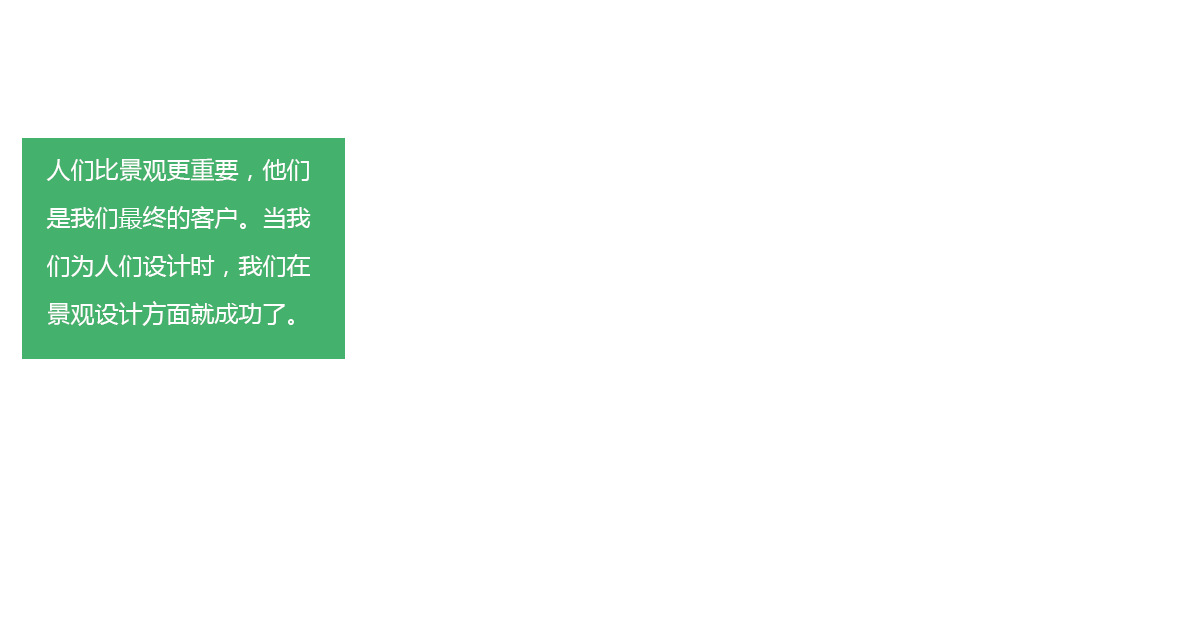 人们比景观更重要，他们
是我们最终的客户。当我
们为人们设计时，我们在
景观设计方面就成功了。